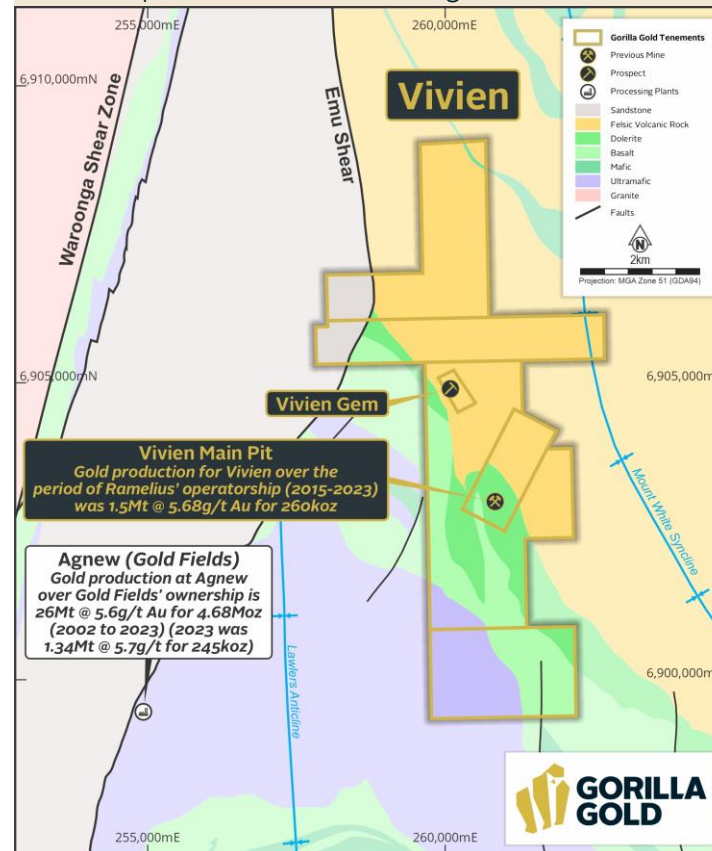 255,000mE
260,000mE
6,910,000mN
Waroonga Shear Zone
Emu Shear
Vivien
Gorilla Gold Tenements
Previous Mine
Prospect
Processing Plants
Sandstone
Felsic Volcanic Rock
Dolerite
Basalt
Mafic
Ultramafic
Granite
Faults
N
2km
Projection: MGA Zone 51 (GDA94)
6,905,000mN
6,905,000m
Vivien Gem
Vivien Main Pit
Gold production for Vivien over the
period of Ramelius' operatorship (2015-2023)
was 1.5Mt @ 5.68g/t Au for 260koz
Mount White Syncline
Agnew (Gold Fields)
Gold production at Agnew
over Gold Fields' ownership is
26Mt @ 5.6g/t Au for 4.68Moz
(2002 to 2023) (2023 was
1.34Mt @ 5.7g/t for 245koz)
Lawlers Anticline
6,900,000m
GORILLA
GOLD
255,000mE
260,000mE